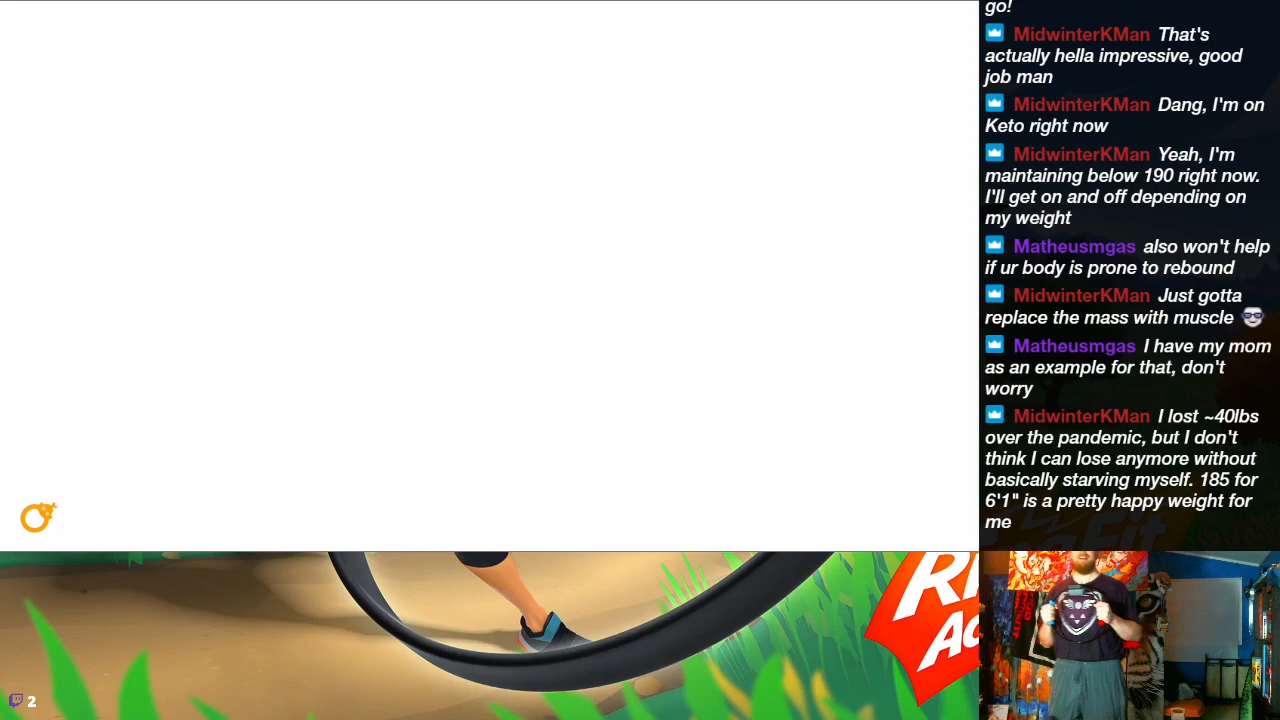 go!
MidwinterKMan That's
actually hella impressive, good
job man
MidwinterKMan Dang, I'm on
Keto right now
MidwinterKMan Yeah, I'm
maintaining below 190 right now.
I'll get on and off depending on
my weight
Matheusmgas also won't help
if ur body is prone to rebound
MidwinterKMan Just gotta
replace the mass with muscle
Matheusmgas I have my mom
as an example for that, don't
worry
MidwinterKMan I lost ~40lbs
over the pandemic, but I don't
think I can lose anymore without
basically starving myself. 185 for
6'1" is a pretty happy weight for
me
2